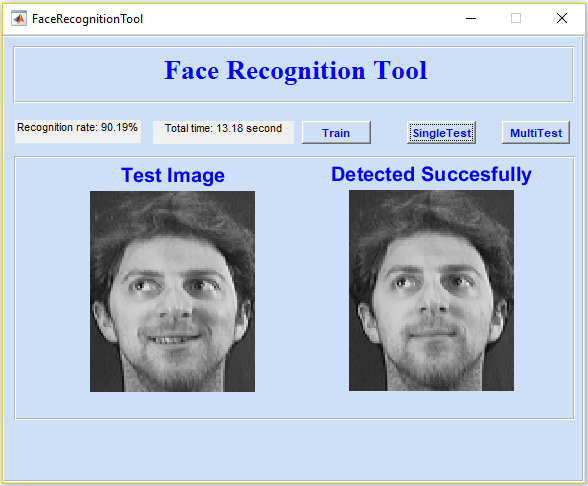 FaceRecognitionTool
Face Recognition Tool
Recognition rate: 90.19%
Total time: 13.18 second
Train
SingleTest
MultiTest
Test Image
Detected Succesfully